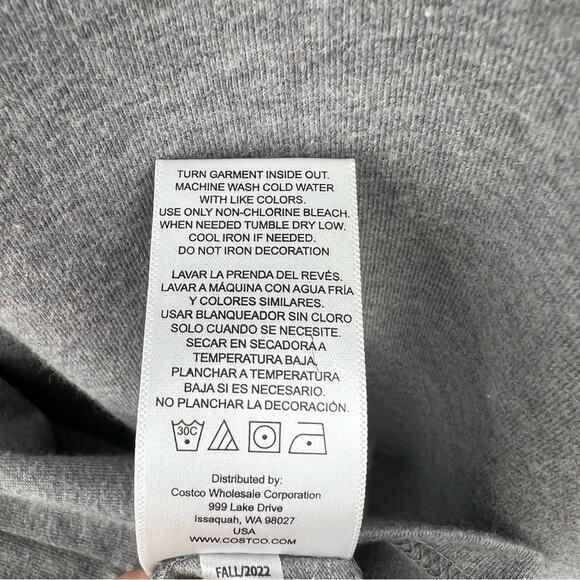 TURN GARMENT INSIDE OUT.
MACHINE WASH COLD WATER
WITH LIKE COLORS.
USE ONLY NON-CHLORINE BLEACH.
WHEN NEEDED TUMBLE DRY LOW.
COOL IRON IF NEEDED.
DO NOT IRON DECORATION
LAVAR LA PRENDA DEL REVÉS.
LAVAR A MÁQUINA CON AGUA FRÍA
Y COLORES SIMILARES.
USAR BLANQUEADOR SIN CLORO
SOLO CUANDO SE NECESITE.
SECAR EN SECADORA A
TEMPERATURA BAJA.
PLANCHAR A TEMPERATURA
BAJA SI ES NECESARIO.
NO PLANCHAR LA DECORACIÓN.
30C
Distributed by:
Costco Wholesale Corporation
999 Lake Drive
Issaquah, WA 98027
USA
WWW.COSTCO.COM
FALL/2022